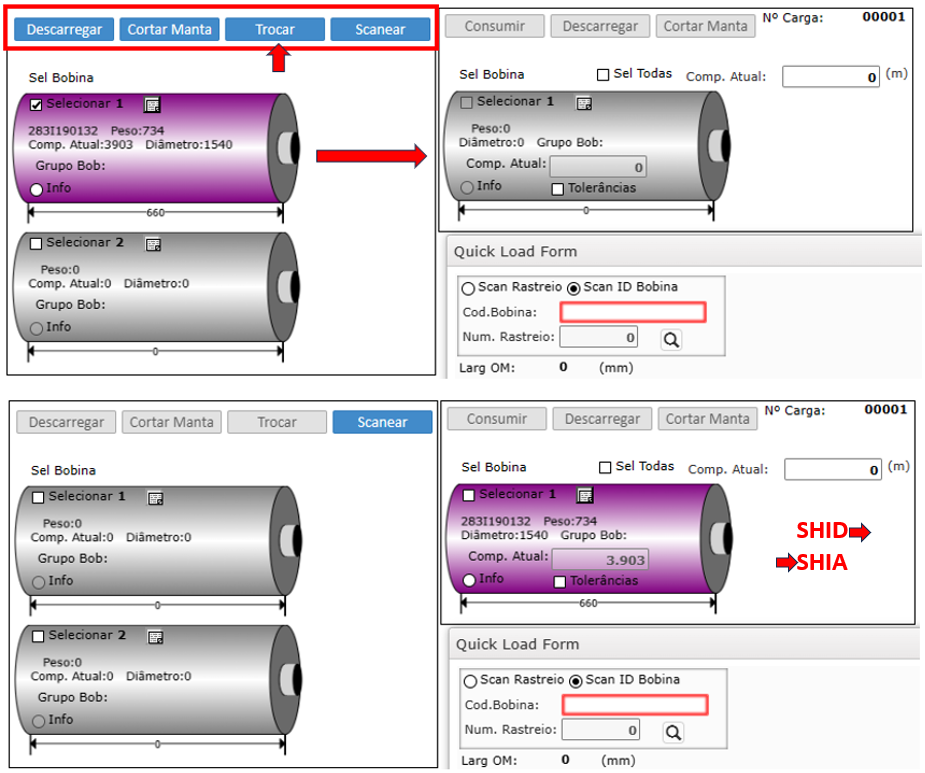 Descarregar Cortar Manta Trocar Scanear
Sel Bobina
Selecionar 1
283I190132 Peso:734
Comp. Atual:3903 Diâmetro:1540
Grupo Bob:
Info
660
Selecionar 2
Peso:0
Comp. Atual:0 Diâmetro:0
Grupo Bob:
Info
0
Consumir Descarregar Cortar Manta Nº Carga: 00001
Sel Bobina Sel Todas Comp. Atual: 0 (m)
Selecionar 1
Peso:0
Diâmetro:0 Grupo Bob:
Comp. Atual: 0
Info Tolerâncias
0
Quick Load Form
Scan Rastreio Scan ID Bobina
Cod.Bobina:
Num. Rastreio: 0
Larg OM: 0 (mm)
Descarregar Cortar Manta Trocar Scanear
Sel Bobina
Selecionar 1
Peso:0
Comp. Atual:0 Diâmetro:0
Grupo Bob:
Info
0
Selecionar 2
Peso:0
Comp. Atual:0 Diâmetro:0
Grupo Bob:
Info
0
Consumir Descarregar Cortar Manta Nº Carga: 00001
Sel Bobina Sel Todas Comp. Atual: 0 (m)
Selecionar 1
283I190132 Peso:734
Diâmetro:1540 Grupo Bob:
Comp. Atual: 3.903
Info Tolerâncias
660
SHID
SHIA
Quick Load Form
Scan Rastreio Scan ID Bobina
Cod.Bobina:
Num. Rastreio: 0
Larg OM: 0 (mm)